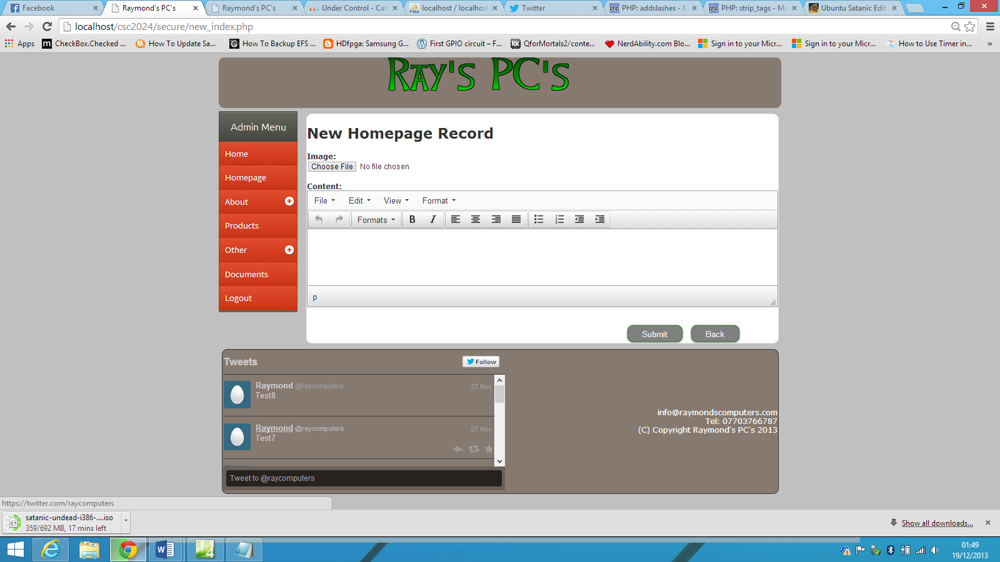 Facebook
Raymond's PC's
Raymond's PC's
Under Control - Cal
localhost / localhos
Twitter
PHP: addslashes - M
PHP: strip_tags - Ma
Ubuntu Satanic Edit
localhost/csc2024/secure/new_index.php
Apps
CheckBox.Checked ...
How To Update Sa...
How To Backup EFS ...
HDfpga: Samsung G...
First GPIO circuit – F...
QforMortals2/conte...
NerdAbility.com Blo...
Sign in to your Micr...
Sign in to your Micr...
How to Use Timer in...
»
RAY'S PC'S
Admin Menu
Home
Homepage
About
Products
Other
Documents
Logout
New Homepage Record
Image:
Choose File No file chosen
Content:
File Edit View Format
Formats B I
p
Submit Back
Tweets
Follow
Raymond @raycomputers 27 Nov
Test8
Raymond @raycomputers 27 Nov
Test7
Tweet to @raycomputers
info@raymondscomputers.com
Tel: 07703766787
(C) Copyright Raymond's PC's 2013
https://twitter.com/raycomputers
satanic-undead-i386-....iso
359/692 MB, 17 mins left
Show all downloads...
01:49
19/12/2013